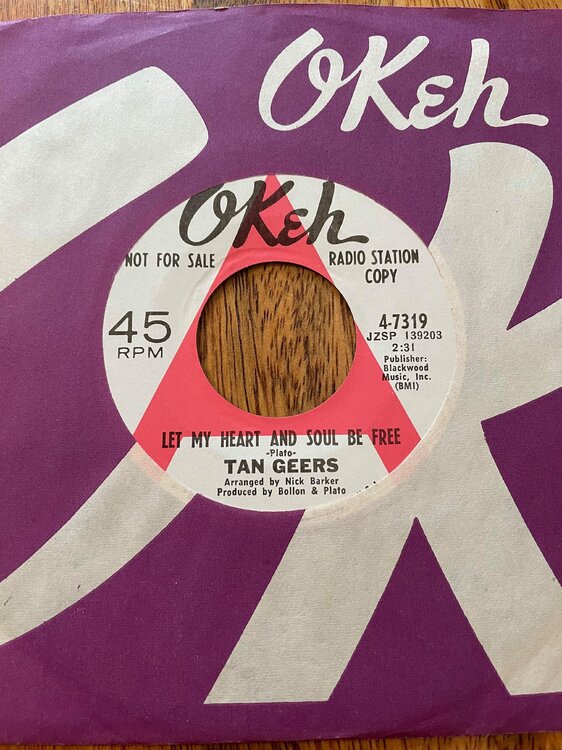 OKeh
OKeh
NOT FOR SALE
RADIO STATION
COPY
45
RPM
4-7319
JZSP 139203
2:31
Publisher:
Blackwood
Music, Inc.
(BMI)
LET MY HEART AND SOUL BE FREE
-Plato-
TAN GEERS
Arranged by Nick Barker
Produced by Bollon & Plato